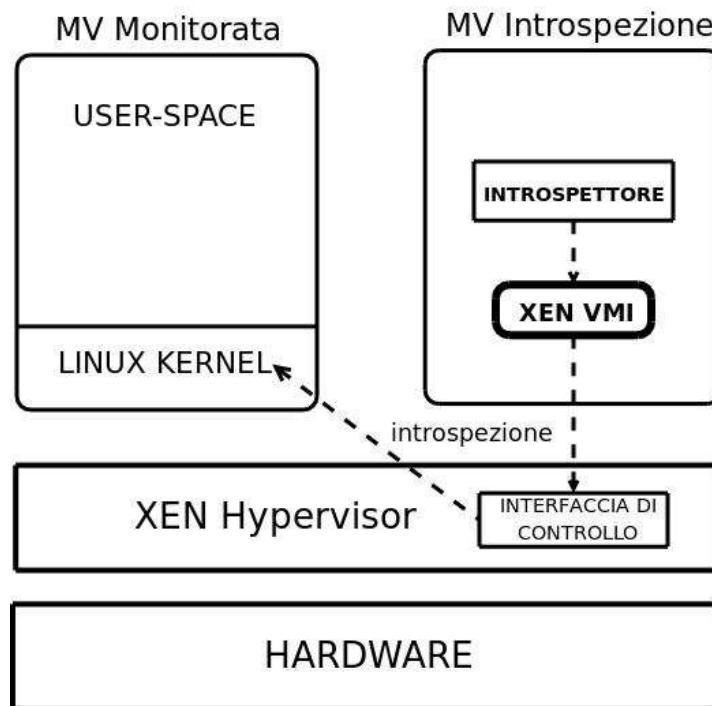 MV Monitorata
MV Introspezione
USER-SPACE
INTROSPETTORE
XEN VMI
LINUX KERNEL
introspezione
XEN Hypervisor
INTERFACCIA DI
CONTROLLO
HARDWARE